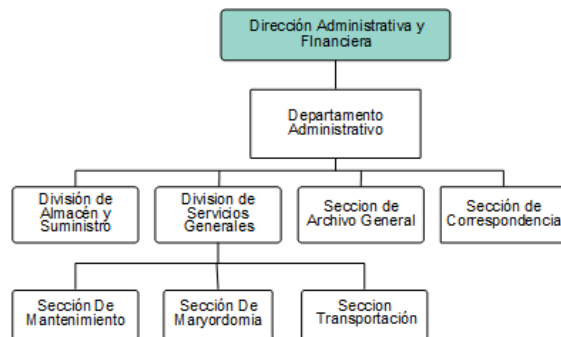 Dirección Administrativa y
FInanciera
Departamento
Administrativo
División de
Almacén y
Suministro
Division de
Servicios
Generales
Seccion de
Archivo General
Sección de
Correspondencia
Sección De
Mantenimiento
Sección De
Maryordomia
Seccion
Transportación